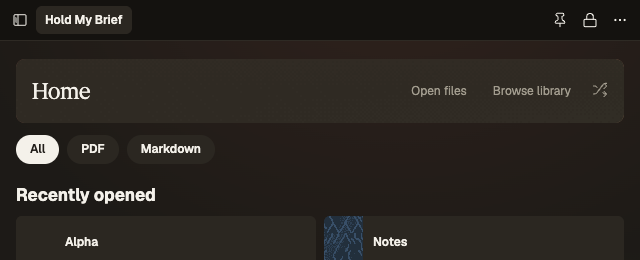 Hold My Brief
Home
Open files
Browse library
All
PDF
Markdown
Recently opened
Alpha
Notes